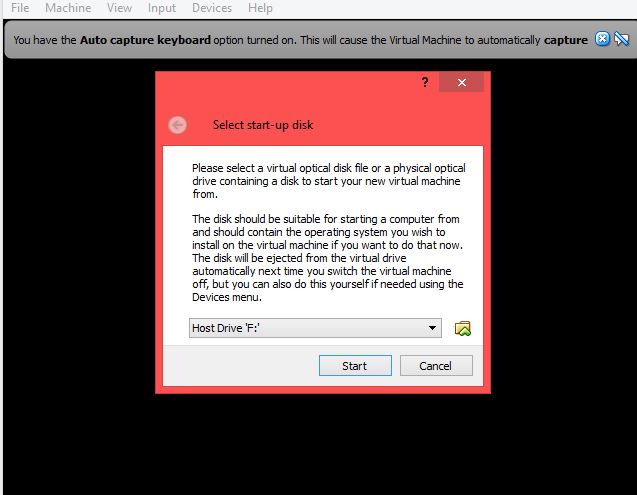 File Machine View Input Devices Help
You have the Auto capture keyboard option turned on. This will cause the Virtual Machine to automatically capture
?
Select start-up disk
Please select a virtual optical disk file or a physical optical
drive containing a disk to start your new virtual machine
from.
The disk should be suitable for starting a computer from
and should contain the operating system you wish to
install on the virtual machine if you want to do that now.
The disk will be ejected from the virtual drive
automatically next time you switch the virtual machine
off, but you can also do this yourself if needed using the
Devices menu.
Host Drive 'F:'
Start Cancel